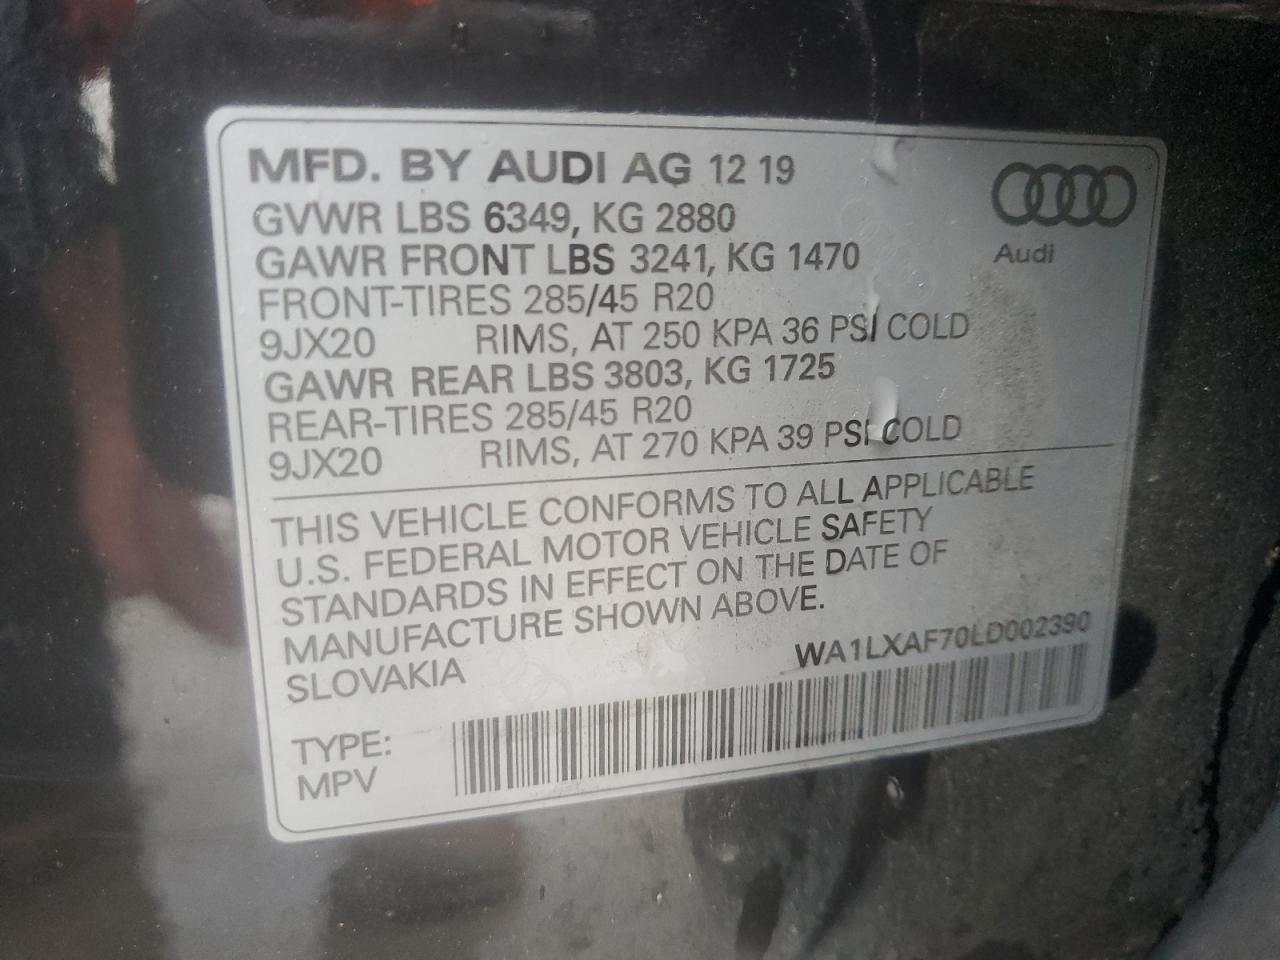 MFD. BY AUDI AG 12 19
GVWR LBS 6349, KG 2880
GAWR FRONT LBS 3241, KG 1470
FRONT-TIRES 285/45 R20
9JX20 RIMS, AT 250 KPA 36 PSI COLD
GAWR REAR LBS 3803, KG 1725
REAR-TIRES 285/45 R20
9JX20 RIMS, AT 270 KPA 39 PSI COLD
Audi
THIS VEHICLE CONFORMS TO ALL APPLICABLE
U.S. FEDERAL MOTOR VEHICLE SAFETY
STANDARDS IN EFFECT ON THE DATE OF
MANUFACTURE SHOWN ABOVE.
SLOVAKIA
WA1LXAF70LD002390
TYPE:
MPV